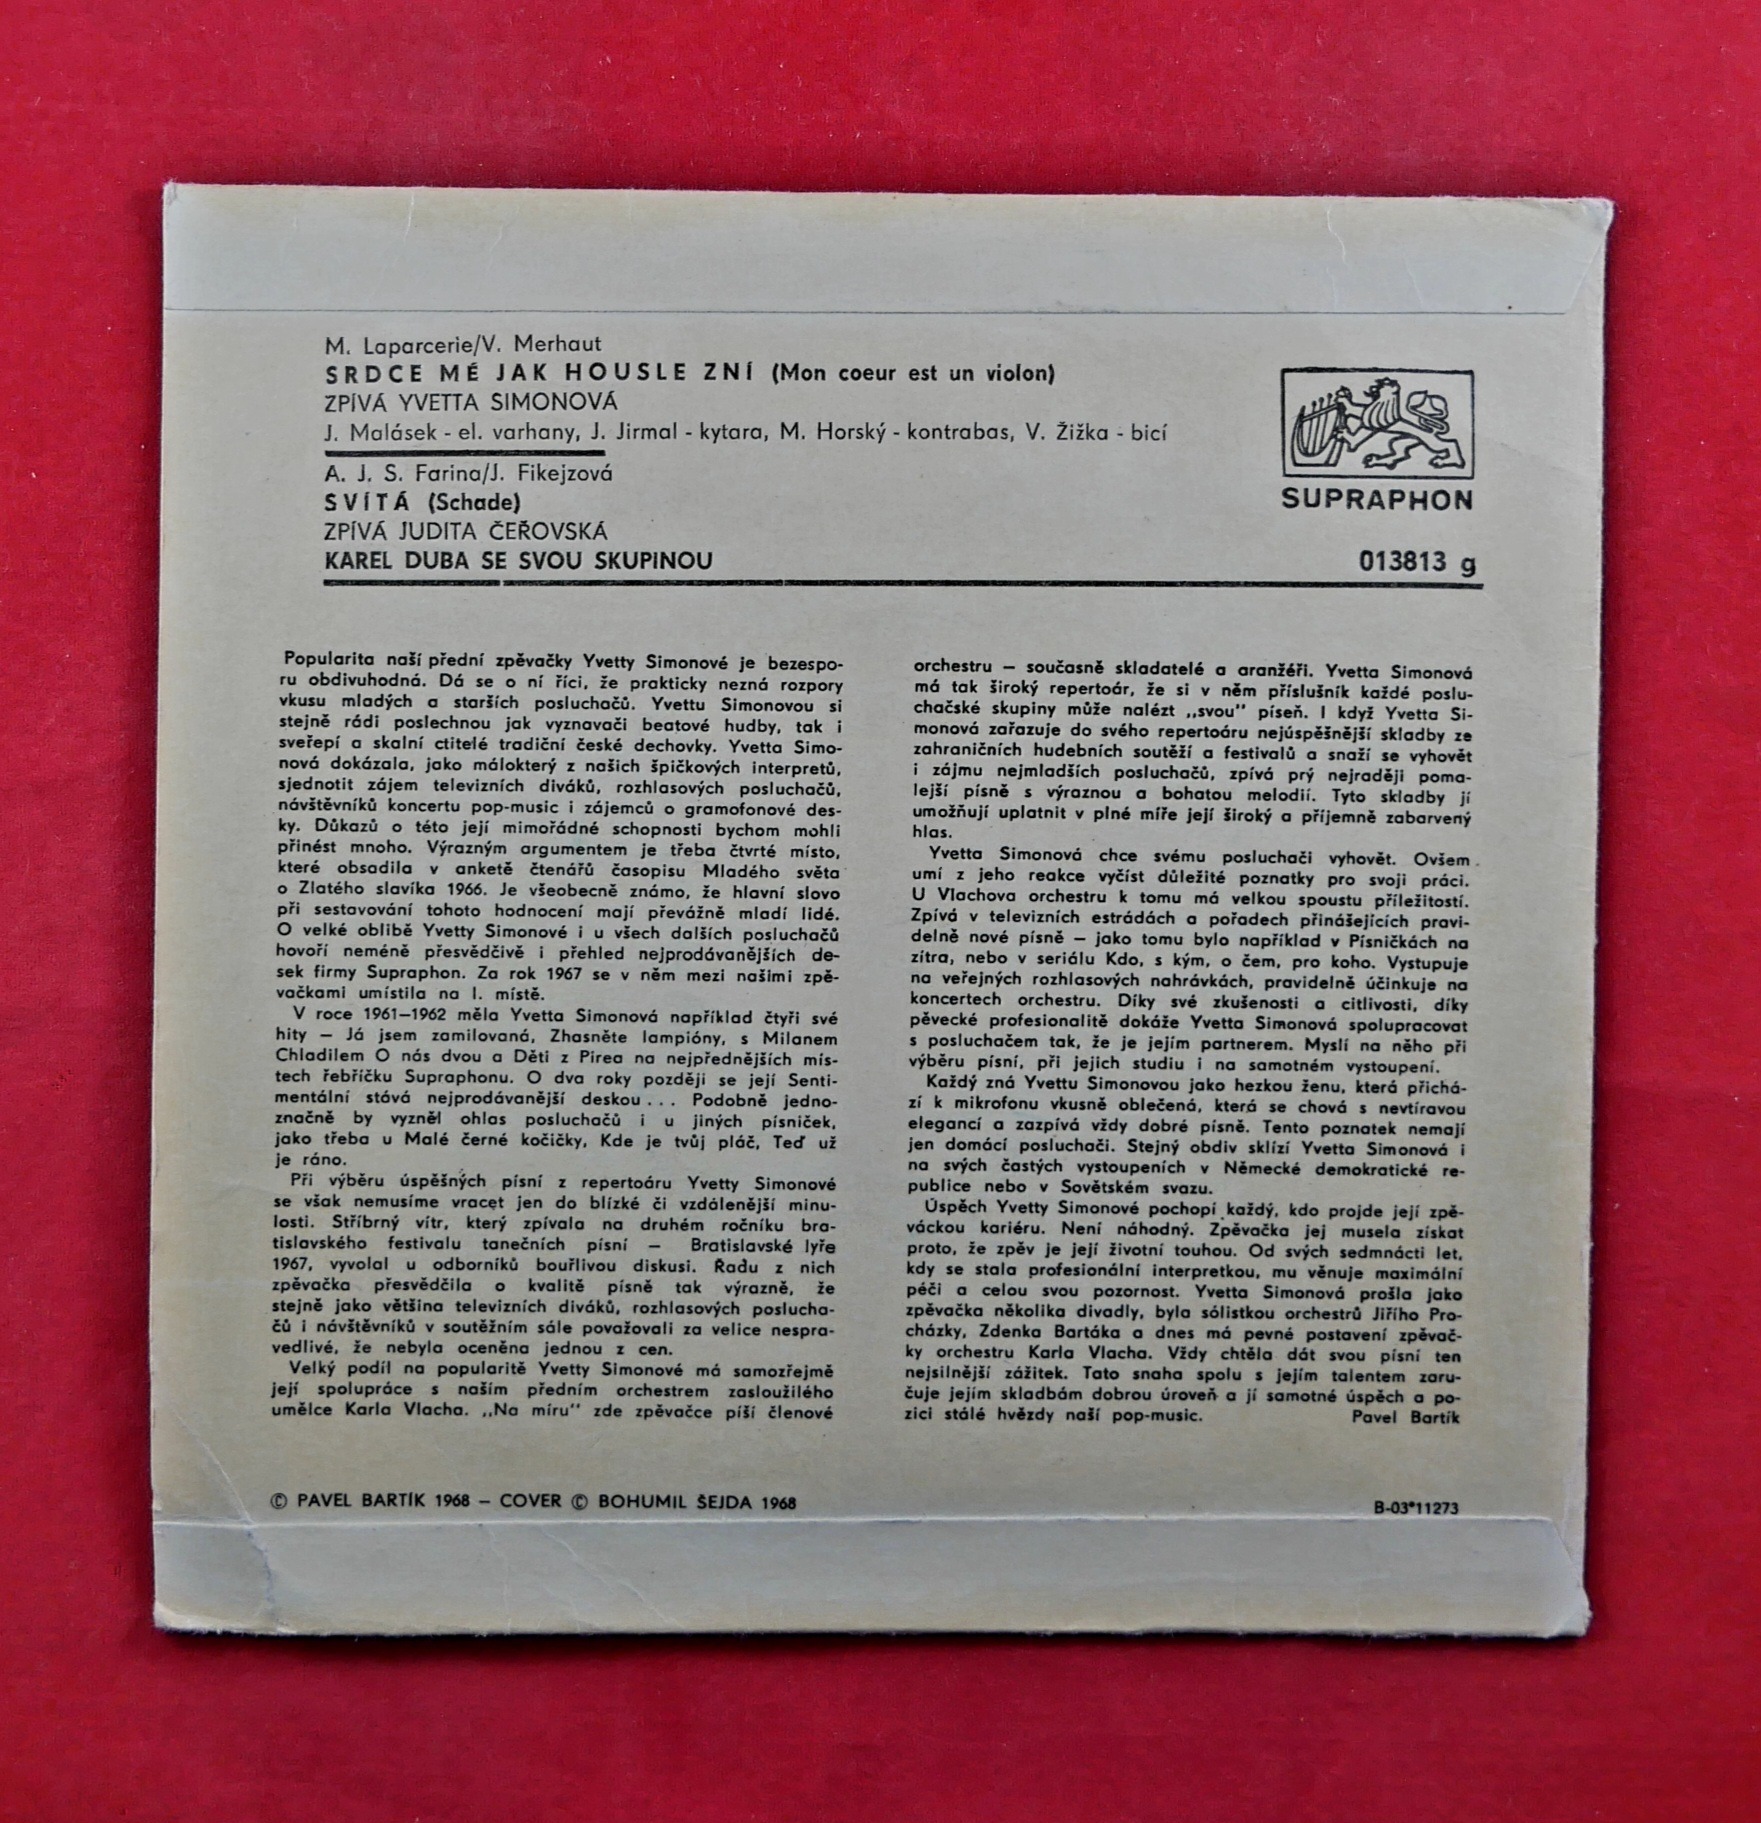 M. Laparcerie/V. Merhaut
SRDCE MÉ JAK HOUSLE ZNÍ (Mon coeur est un violon)
ZPÍVÁ YVETTA SIMONOVÁ
J. Malásek - el. varhany, J. Jirmal - kytara, M. Horský - kontrabas, V. Žižka - bicí
A. J. S. Farina/J. Fikejzová
SVÍTÁ (Schade)
ZPÍVÁ JUDITA ČEŘOVSKÁ
KAREL DUBA SE SVOU SKUPINOU
SUPRAPHON
013813 g
Popularita naší přední zpěvačky Yvetty Simonové je bezespo-
ru obdivuhodná. Dá se o ní říci, že prakticky nezná rozpory
vkusu mladých a starších posluchačů. Yvettu Simonovou si
stejně rádi poslechnou jak vyznavači beatové hudby, tak i
sveřepí a skalní ctitelé tradiční české dechovky. Yvetta Simo-
nová dokázala, jako málokterý z našich špičkových interpretů,
sjednotit zájem televizních diváků, rozhlasových posluchačů,
návštěvníků koncertu pop-music i zájemců o gramofonové des-
ky. Důkazů o této její mimořádné schopnosti bychom mohli
přinést mnoho. Výrazným argumentem je třeba čtvrté místo,
které obsadila v anketě čtenářů časopisu Mladého světa
o Zlatého slavíka 1966. Je všeobecně známo, že hlavní slovo
při sestavování tohoto hodnocení mají převážně mladí lidé.
O velké oblibě Yvetty Simonové i u všech dalších posluchačů
hovoří neméně přesvědčivě i přehled nejprodávanějších de-
sek firmy Supraphon. Za rok 1967 se v něm mezi našimi zpě-
vačkami umístila na I. místě.
V roce 1961–1962 měla Yvetta Simonová například čtyři své
hity – Já jsem zamilovaná, Zhasněte lampióny, s Milanem
Chladilem O nás dvou a Děti z Pirea na nejpřednějších mís-
tech řebříčku Supraphonu. O dva roky později se její Senti-
mentální stává nejprodávanější deskou... Podobně jedno-
značně by vyzněl ohlas posluchačů i u jiných písniček,
jako třeba u Malé černé kočičky, Kde je tvůj pláč, Teď už
je ráno.
Při výběru úspěšných písní z repertoáru Yvetty Simonové
se však nemusíme vracet jen do blízké či vzdálenější minu-
losti. Stříbrný vítr, který zpívala na druhém ročníku bra-
tislavského festivalu tanečních písní – Bratislavské lyře
1967, vyvolal u odborníků bouřlivou diskusi. Řadu z nich
zpěvačka přesvědčila o kvalitě písně tak výrazně, že
stejně jako většina televizních diváků, rozhlasových poslucha-
čů i návštěvníků v soutěžním sále považovali za velice nespra-
vedlivé, že nebyla oceněna jednou z cen.
Velký podíl na popularitě Yvetty Simonové má samozřejmě
její spolupráce s naším předním orchestrem zasloužilého
umělce Karla Vlacha. „Na míru" zde zpěvačce píší členové
orchestru – současně skladatelé a aranžéři. Yvetta Simonová
má tak široký repertoár, že si v něm příslušník každé poslu-
chačské skupiny může nalézt „svou" píseň. I když Yvetta Si-
monová zařazuje do svého repertoáru nejúspěšnější skladby ze
zahraničních hudebních soutěží a festivalů a snaží se vyhovět
i zájmu nejmladších posluchačů, zpívá prý nejraději poma-
lejší písně s výraznou a bohatou melodií. Tyto skladby jí
umožňují uplatnit v plné míře její široký a příjemně zabarvený
hlas.
Yvetta Simonová chce svému posluchači vyhovět. Ovšem
umí z jeho reakce vyčíst důležité poznatky pro svoji práci.
U Vlachova orchestru k tomu má velkou spoustu příležitostí.
Zpívá v televizních estrádách a pořadech přinášejících pravi-
delně nové písně – jako tomu bylo například v Písničkách na
zítra, nebo v seriálu Kdo, s kým, o čem, pro koho. Vystupuje
na veřejných rozhlasových nahrávkách, pravidelně účinkuje na
koncertech orchestru. Díky své zkušenosti a citlivosti, díky
pěvecké profesionalitě dokáže Yvetta Simonová spolupracovat
s posluchačem tak, že je jejím partnerem. Myslí na něho při
výběru písní, při jejich studiu i na samotném vystoupení.
Každý zná Yvettu Simonovou jako hezkou ženu, která přichá-
zí k mikrofonu vkusně oblečená, která se chová s nevtíravou
elegancí a zazpívá vždy dobré písně. Tento poznatek nemají
jen domácí posluchači. Stejný obdiv sklízí Yvetta Simonová i
na svých častých vystoupeních v Německé demokratické re-
publice nebo v Sovětském svazu.
Úspěch Yvetty Simonové pochopí každý, kdo projde její zpě-
váckou kariéru. Není náhodný. Zpěvačka jej musela získat
proto, že zpěv je její životní touhou. Od svých sedmnácti let,
kdy se stala profesionální interpretkou, mu věnuje maximální
péči a celou svou pozornost. Yvetta Simonová prošla jako
zpěvačka několika divadly, byla sólistkou orchestrů Jiřího Pro-
cházky, Zdenka Bartáka a dnes má pevné postavení zpěvač-
ky orchestru Karla Vlacha. Vždy chtěla dát svou písní ten
nejsilnější zážitek. Tato snaha spolu s jejím talentem zaru-
čuje jejím skladbám dobrou úroveň a jí samotné úspěch a po-
zici stálé hvězdy naší pop-music. Pavel Bartík
© PAVEL BARTÍK 1968 – COVER © BOHUMIL ŠEJDA 1968
B-03*11273